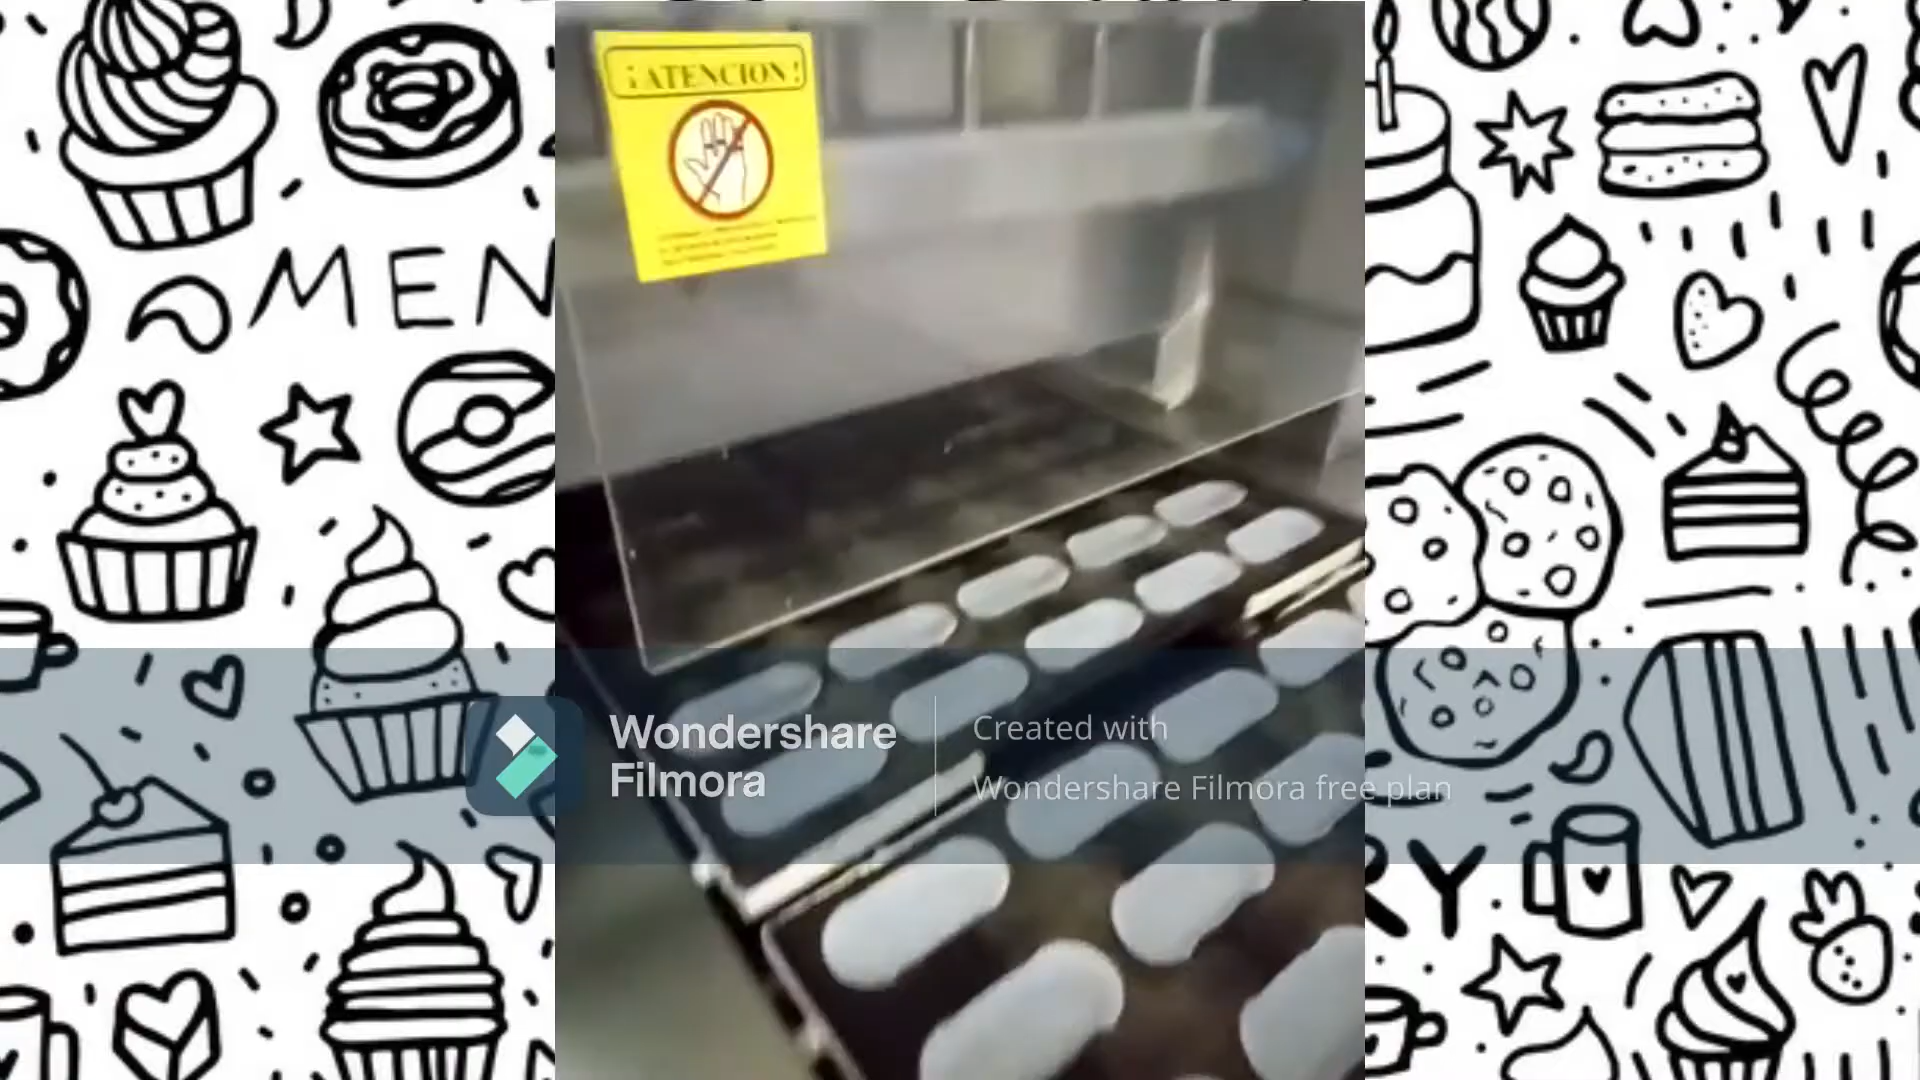 ¡ATENCION!
MEN
Wondershare
Filmora
Created with
Wondershare Filmora free plan
RY